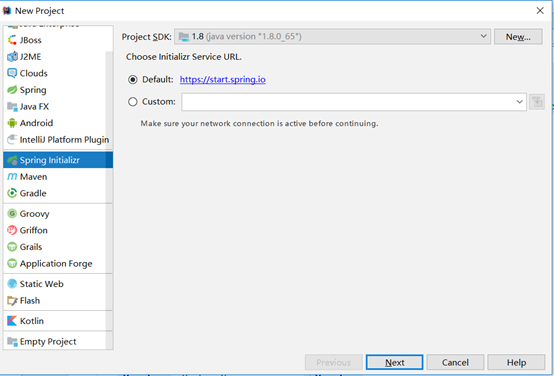 New Project
JBoss
J2ME
Clouds
Spring
Java FX
Android
IntelliJ Platform Plugin
Spring Initializr
Maven
Gradle
Groovy
Griffon
Grails
Application Forge
Static Web
Flash
Kotlin
Empty Project
Project SDK: 1.8 (java version "1.8.0_65") New...
Choose Initializr Service URL.
Default: https://start.spring.io
Custom:
Make sure your network connection is active before continuing.
Previous Next Cancel Help